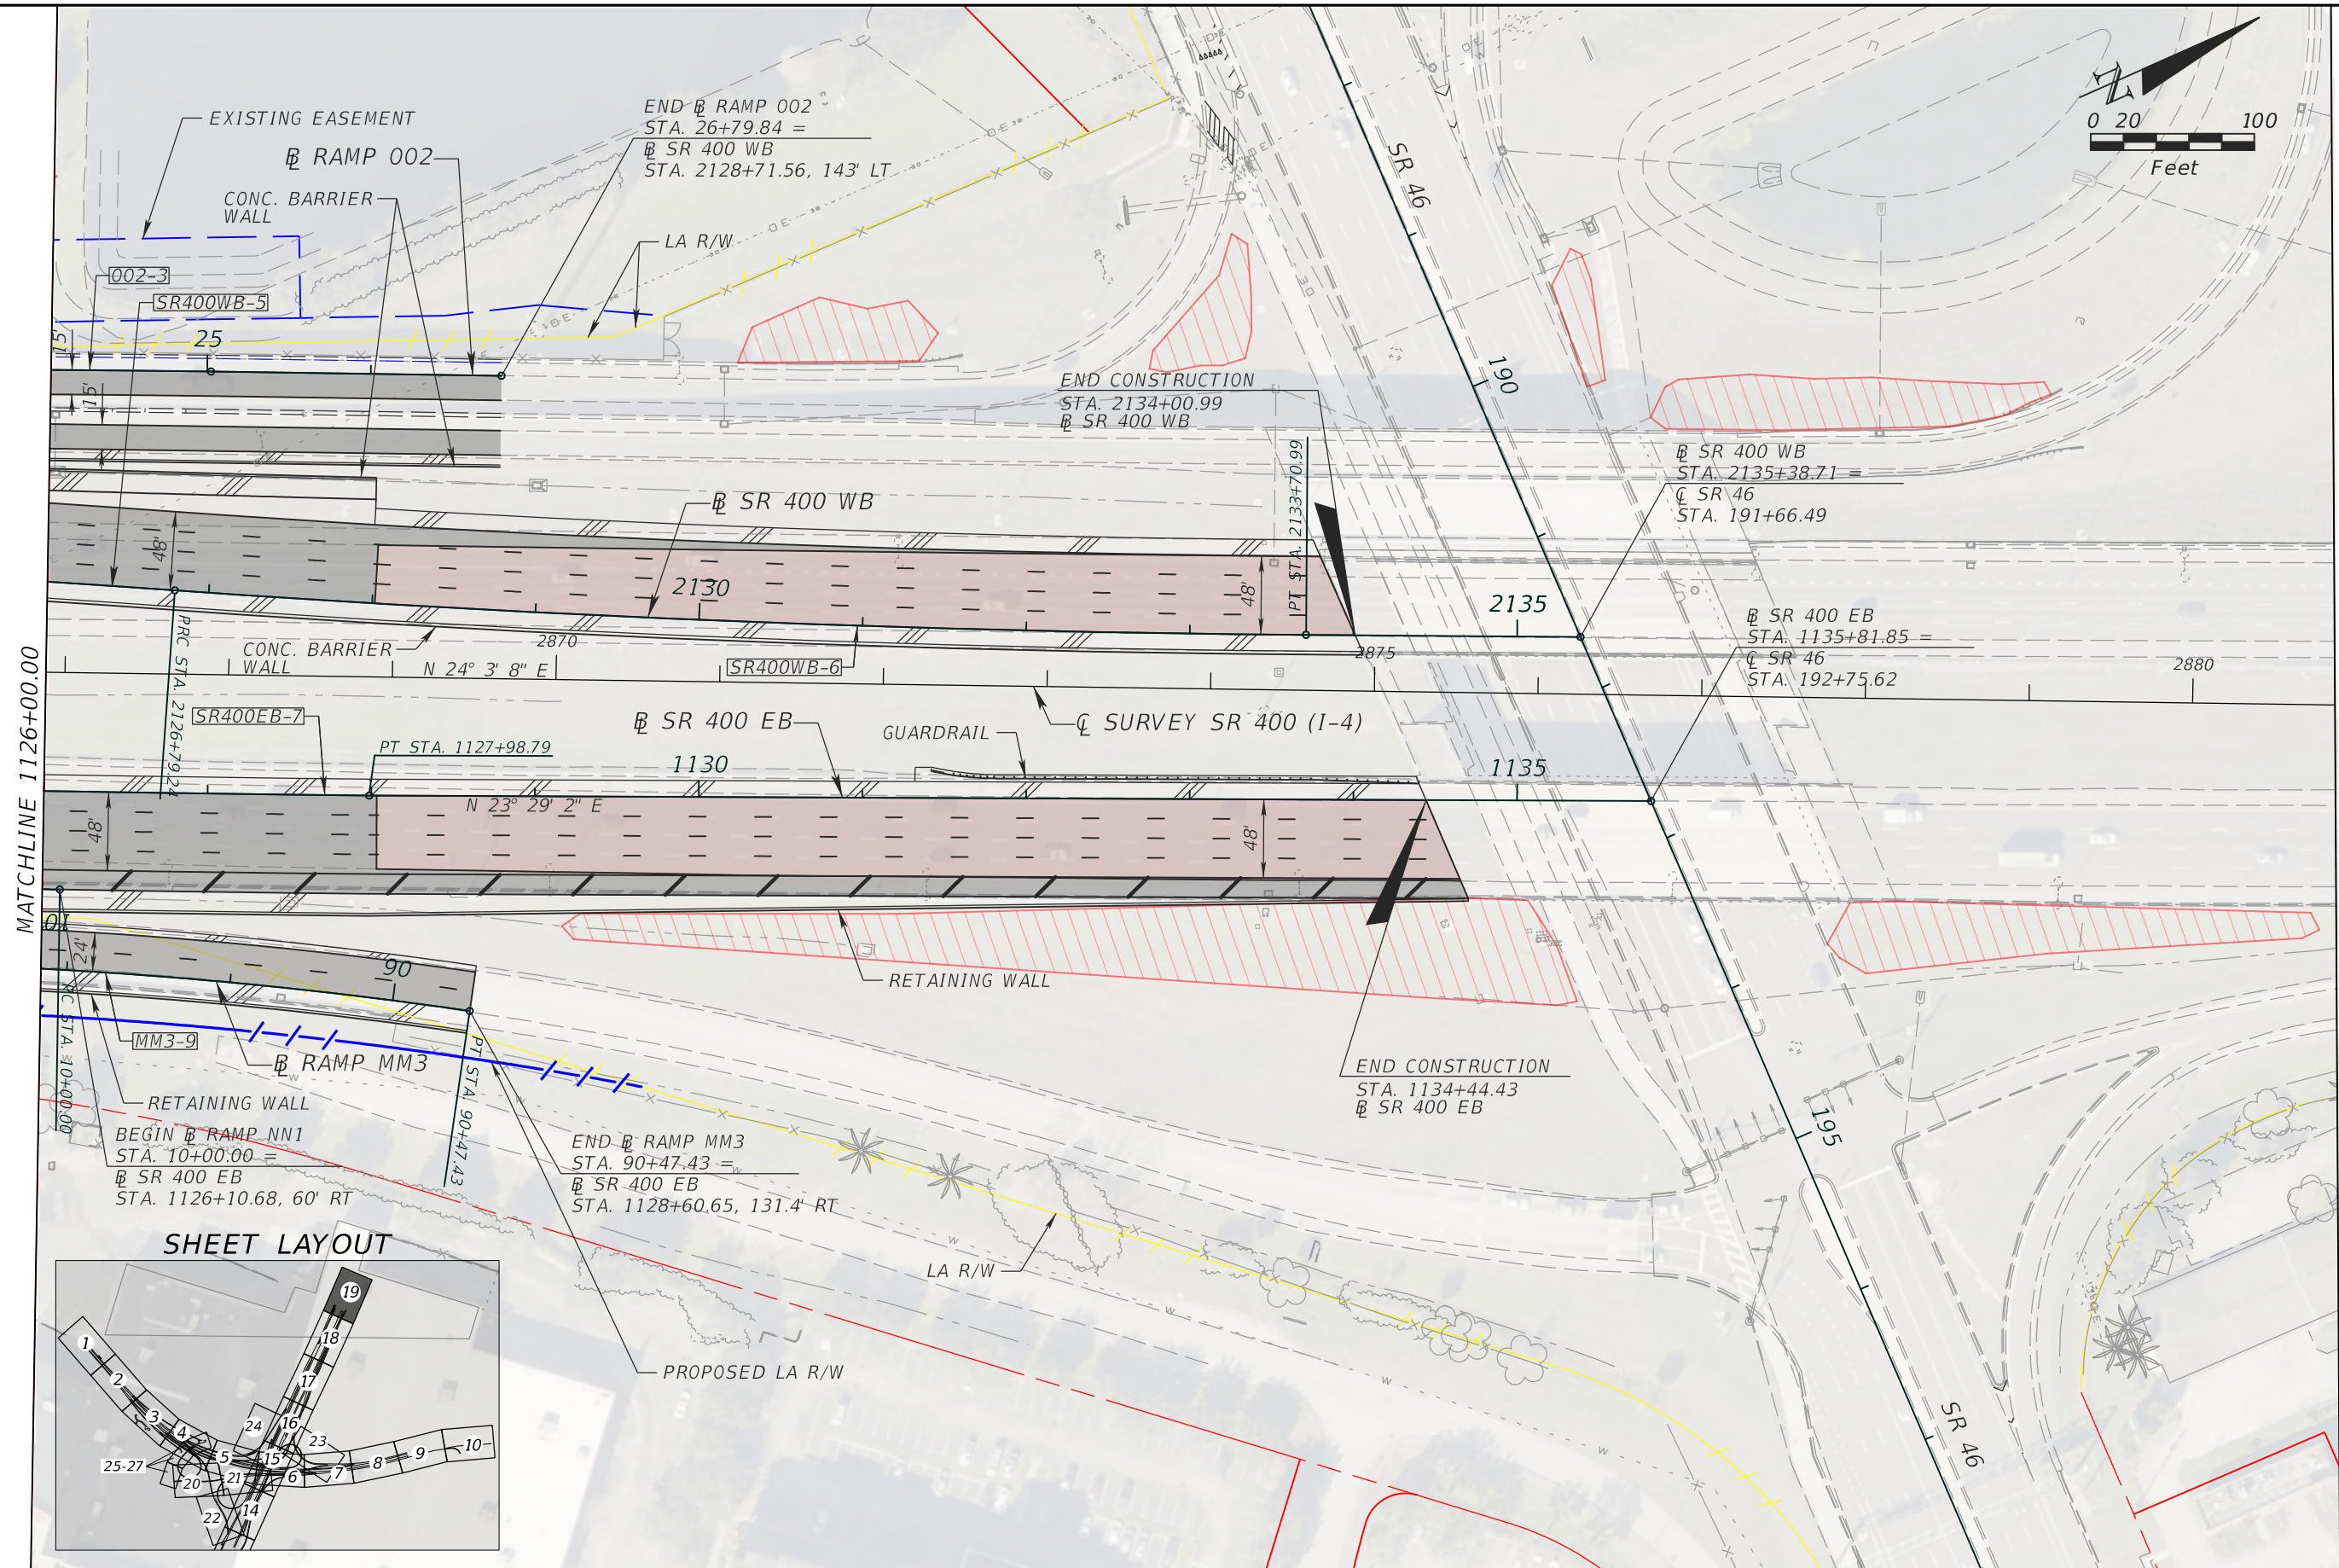 EXISTING EASEMENT
℄ RAMP 002
CONC. BARRIER
WALL
END ℄ RAMP 002
STA. 26+79.84 =
℄ SR 400 WB
STA. 2128+71.56, 143' LT
LA R/W
002-3
SR400WB-5
15'
25
15'
SR 46
0 20 100
Feet
N
190
END CONSTRUCTION
STA. 2134+00.99
℄ SR 400 WB
℄ SR 400 WB
STA. 2135+38.71 =
℄ SR 46
STA. 191+66.49
℄ SR 400 WB
48'
2130
48'
PT STA. 2133+70.99
2135
℄ SR 400 EB
STA. 1135+81.85 =
℄ SR 46
STA. 192+75.62
PRC STA. 2126+79.24
CONC. BARRIER
WALL
2870
N 24° 3' 8" E
SR400WB-6
2875
2880
MATCHLINE 1126+00.00
SR400EB-7
℄ SR 400 EB
GUARDRAIL
℄ SURVEY SR 400 (I-4)
PT STA. 1127+98.79
1130
1135
N 23° 29' 2" E
48'
48'
10
24'
90
RETAINING WALL
PC STA. 10+00.00
MM3-9
℄ RAMP MM3
PT STA. 90+47.43
RETAINING WALL
BEGIN ℄ RAMP NN1
STA. 10+00.00 =
℄ SR 400 EB
STA. 1126+10.68, 60' RT
END ℄ RAMP MM3
STA. 90+47.43 =
℄ SR 400 EB
STA. 1128+60.65, 131.4' RT
END CONSTRUCTION
STA. 1134+44.43
℄ SR 400 EB
195
LA R/W
PROPOSED LA R/W
SR 46
SHEET LAYOUT
19
1
18
2
17
3
4
24
16
23
5
15
10
9
8
25-27
20
21
6
7
22
14